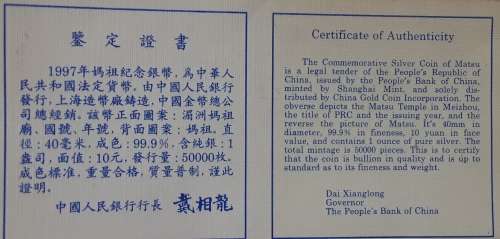 鑒定證書
1997年媽祖紀念銀幣，爲中華人
民共和國法定貨幣。由中國人民銀行
發行，上海造幣廠鑄造，中國金幣總公
司總經銷。該幣正面圖案：湄洲媽祖
廟、國號、年號，背面圖案：媽祖。直
徑：40毫米，成色：99.9%，含純銀：1
盎司，面值：10元，發行量：50000枚。
成色標准，重量合格，質量普制，謹此
證明。
中國人民銀行行長 戴相龍
Certificate of Authenticity
The Commemorative Silver Coin of Matsu
is a legal tender of the People's Republic of
China, issued by the People's Bank of China,
minted by Shanghai Mint, and solely dis-
tributed by China Gold Coin Incorporation. The
obverse depicts the Matsu Temple in Meizhou,
the title of PRC and the issuing year, and the
reverse the picture of Matsu. It's 40mm in
diameter, 99.9% in fineness, 10 yuan in face
value, and contains 1 ounce of pure silver. The
total mintage is 50000 pieces. This is to certify
that the coin is bullion in quality and is up to
standard as to its fineness and weight.
Dai Xianglong
Governor
The People's Bank of China